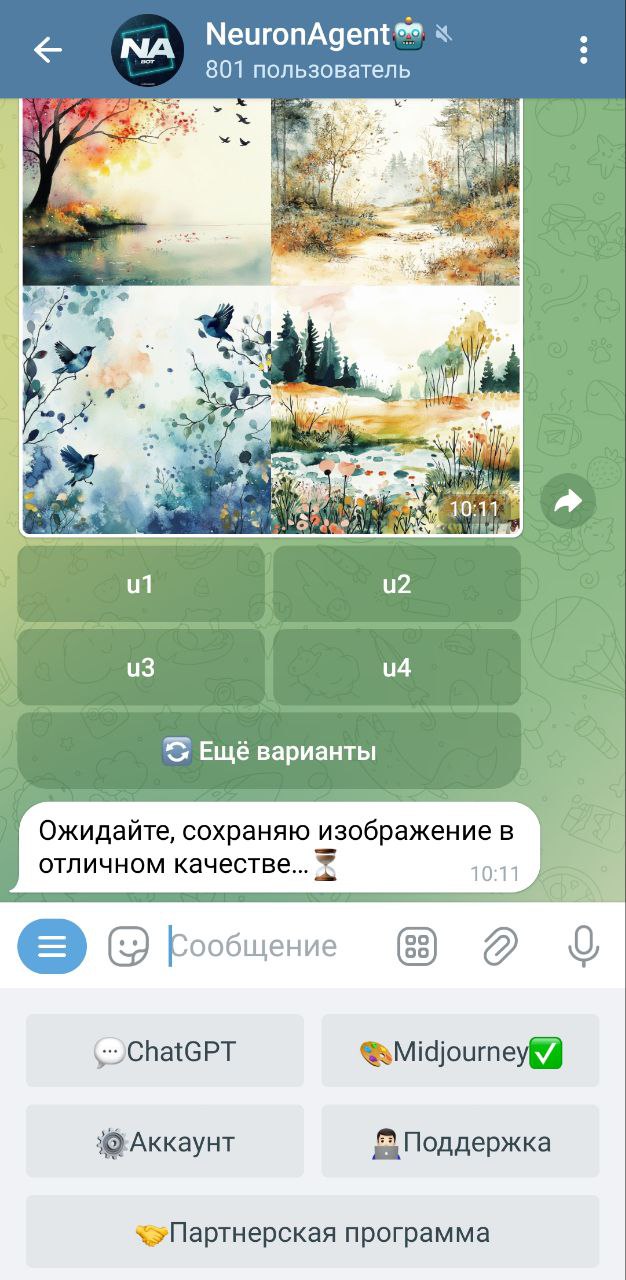 NA
BOT
NeuronAgent🤖
801 пользователь
10:11
u1
u2
u3
u4
🔄 Ещё варианты
Ожидайте, сохраняю изображение в
отличном качестве...⏳
10:11
Сообщение
💬ChatGPT
🎨Midjourney✅
⚙️Аккаунт
👨🏻‍💻Поддержка
🤝Партнерская программа